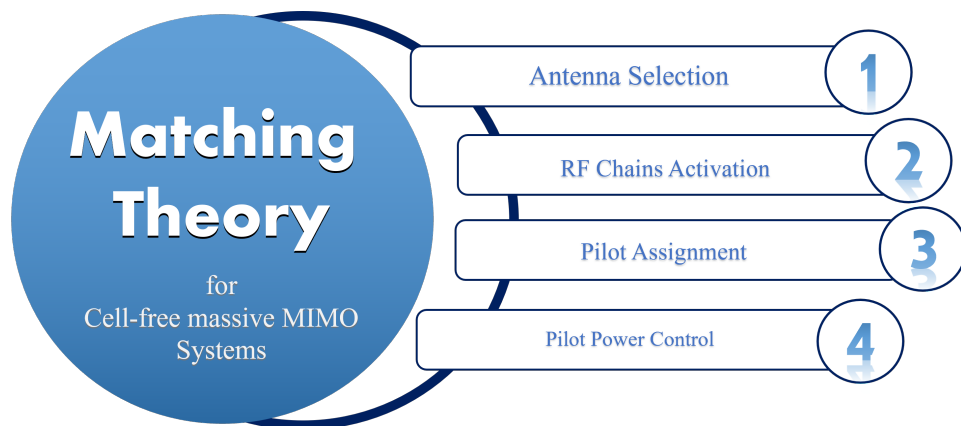 Matching
Theory
for
Cell-free massive MIMO
Systems
Antenna Selection
1
RF Chains Activation
2
Pilot Assignment
3
Pilot Power Control
4